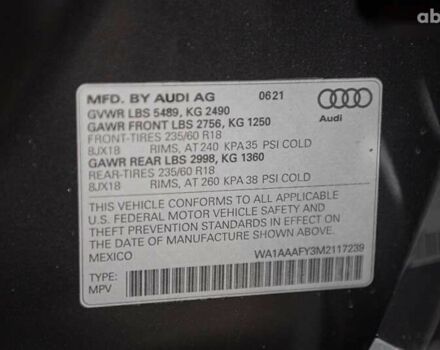 ab
MFD. BY AUDI AG 06 21
GVWR LBS 5489, KG 2490
GAWR FRONT LBS 2756, KG 1250
FRONT-TIRES 235/60 R18
8JX18 RIMS, AT 240 KPA 35 PSI COLD
GAWR REAR LBS 2998, KG 1360
REAR-TIRES 235/60 R18
8JX18 RIMS, AT 260 KPA 38 PSI COLD
THIS VEHICLE CONFORMS TO ALL APPLICABLE
U.S. FEDERAL MOTOR VEHICLE SAFETY AND
THEFT PREVENTION STANDARDS IN EFFECT ON
THE DATE OF MANUFACTURE SHOWN ABOVE.
MEXICO WA1AAAFY3M2117239
TYPE:
MPV